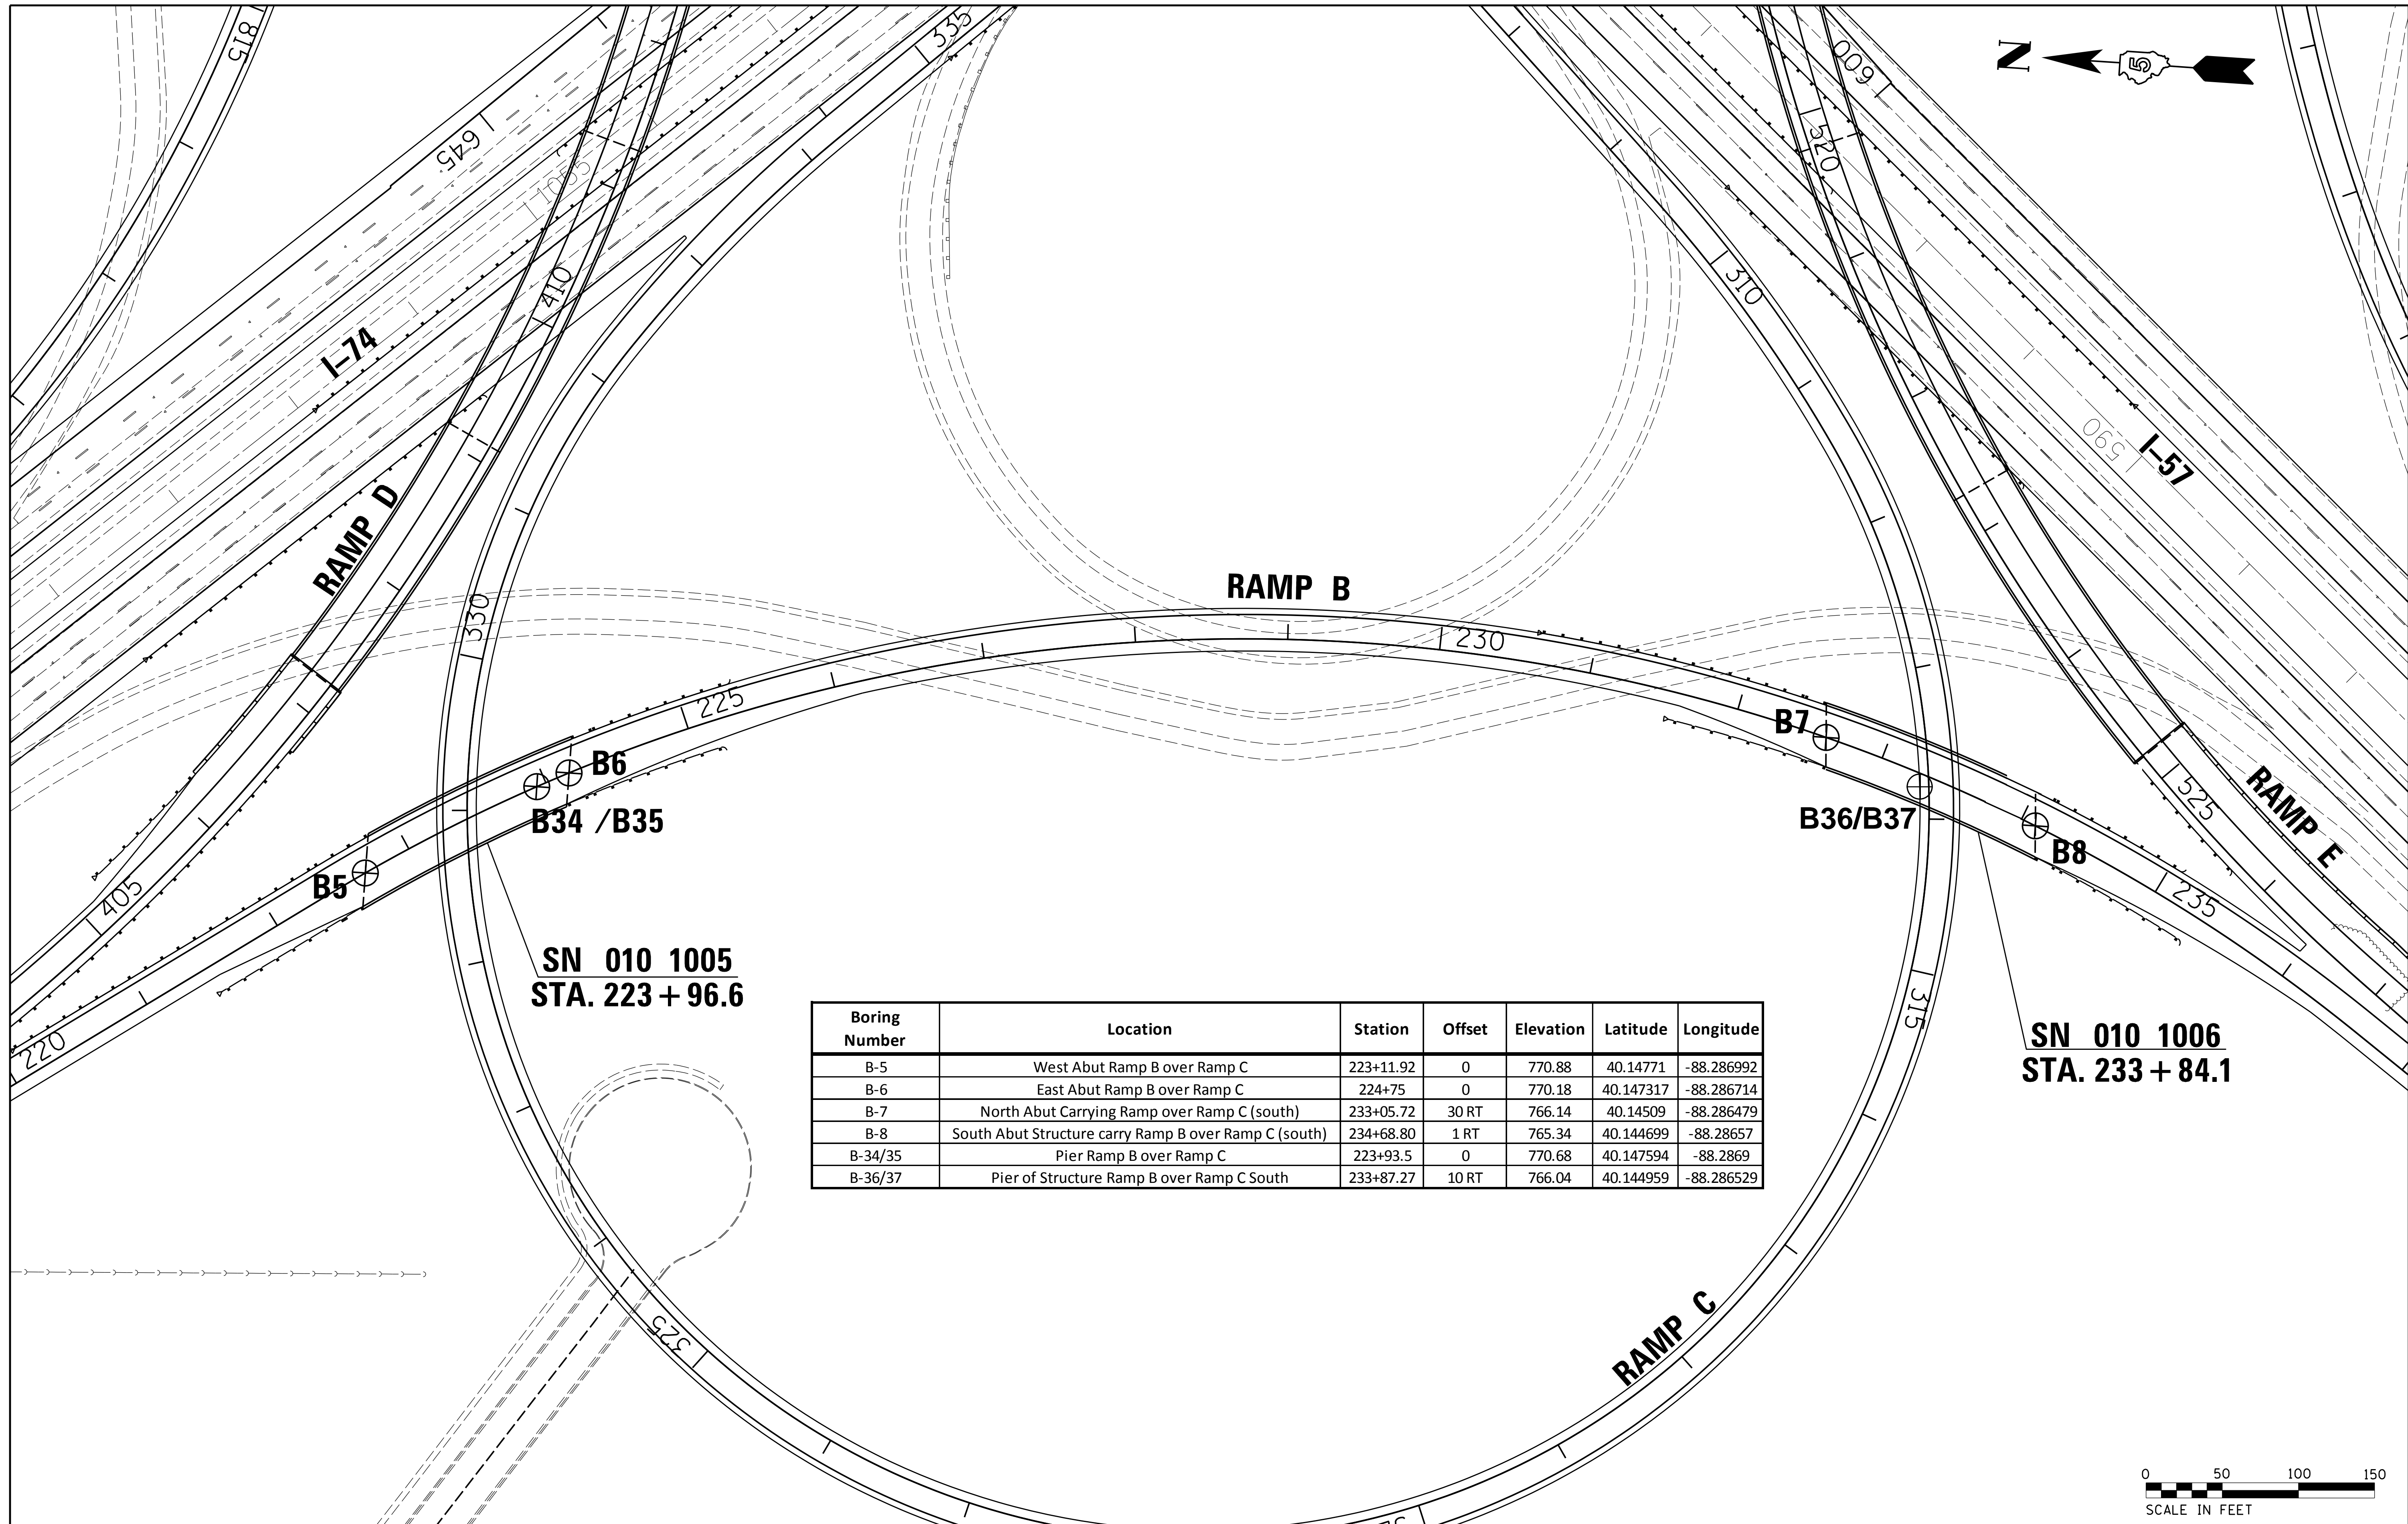 815
335
600
N
5
645
520
1055
410
310
I-74
590
I-57
RAMP D
330
RAMP B
230
225
B7
B6
B34 /B35
B36/B37
525
RAMP E
B5
B8
405
235
SN 010 1005
STA. 223+96.6
315
220
SN 010 1006
STA. 233+84.1
Boring Number Location Station Offset Elevation Latitude Longitude
B-5 West Abut Ramp B over Ramp C 223+11.92 0 770.88 40.14771 -88.286992
B-6 East Abut Ramp B over Ramp C 224+75 0 770.18 40.147317 -88.286714
B-7 North Abut Carrying Ramp over Ramp C (south) 233+05.72 30 RT 766.14 40.14509 -88.286479
B-8 South Abut Structure carry Ramp B over Ramp C (south) 234+68.80 1 RT 765.34 40.144699 -88.28657
B-34/35 Pier Ramp B over Ramp C 223+93.5 0 770.68 40.147594 -88.2869
B-36/37 Pier of Structure Ramp B over Ramp C South 233+87.27 10 RT 766.04 40.144959 -88.286529
325
RAMP C
0 50 100 150
SCALE IN FEET